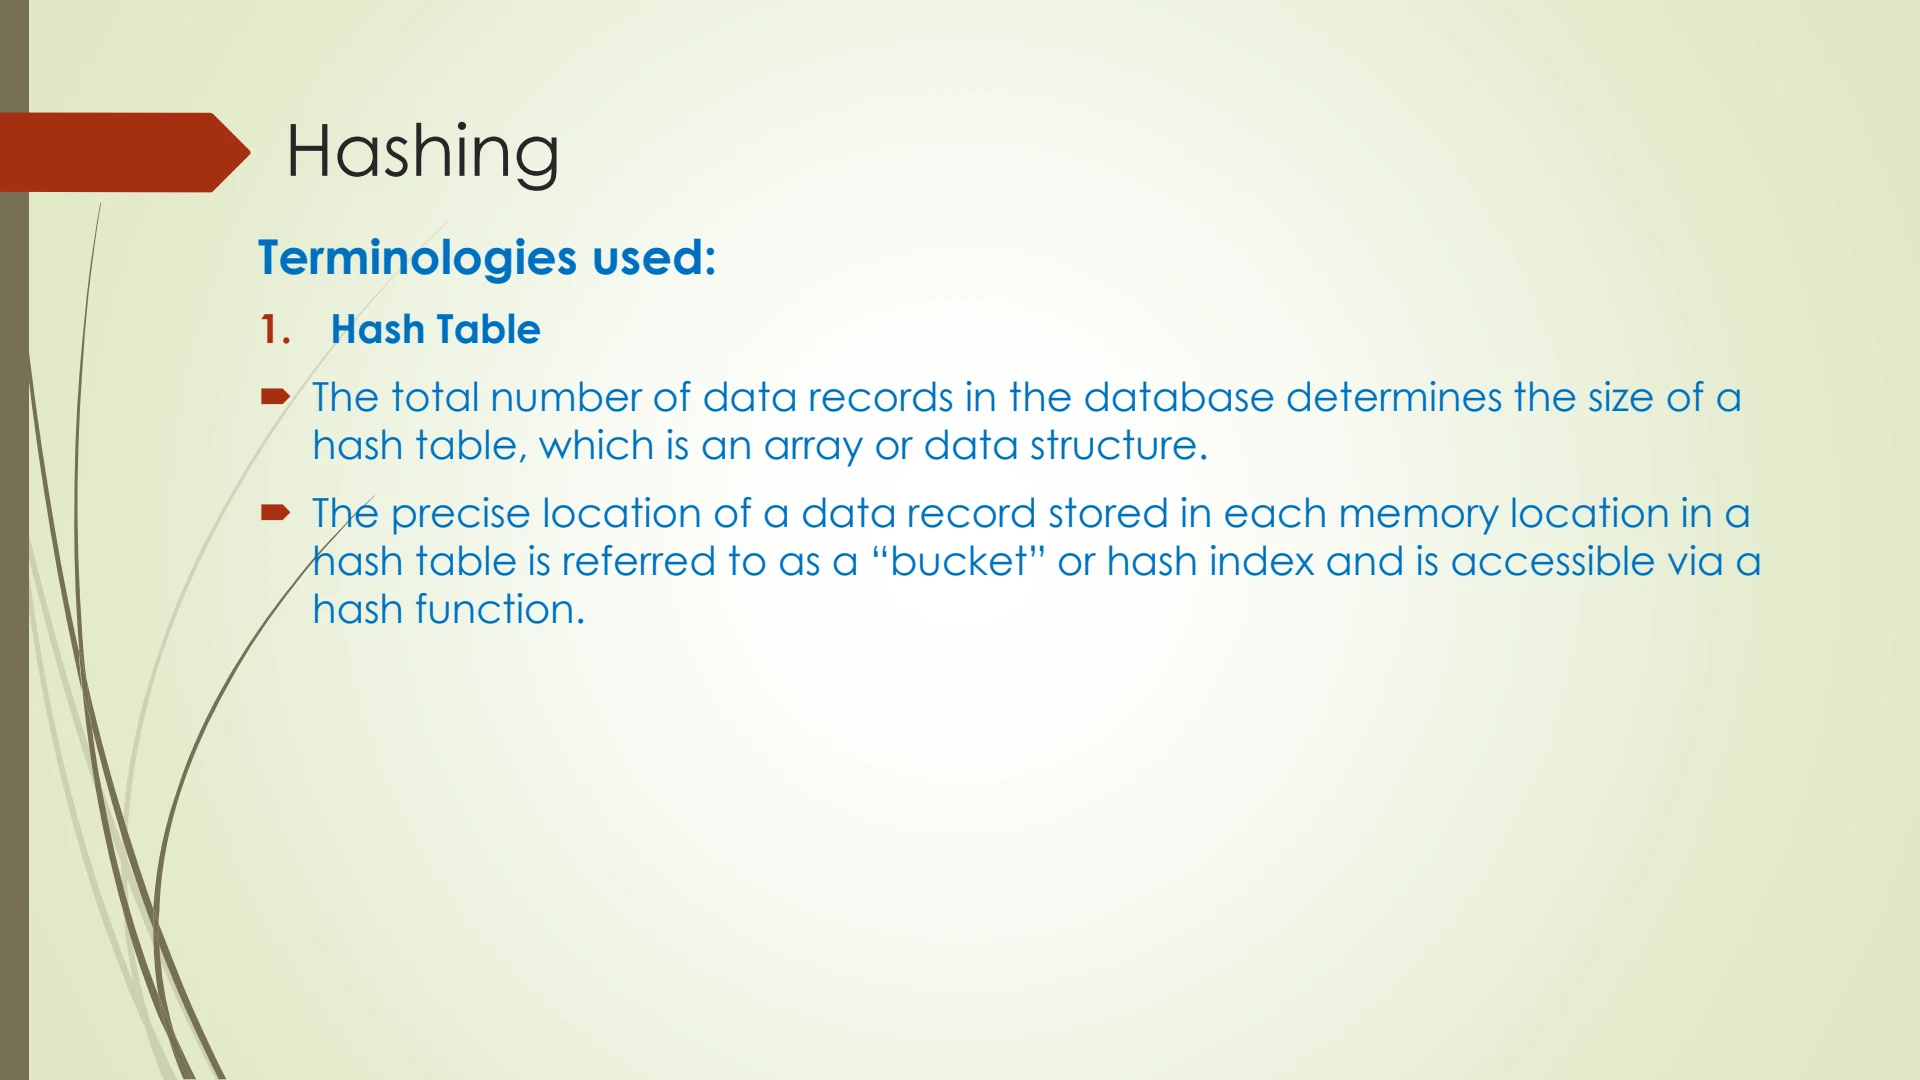 Hashing
Terminologies used:
1. Hash Table
The total number of data records in the database determines the size of a
hash table, which is an array or data structure.
The precise location of a data record stored in each memory location in a
hash table is referred to as a “bucket” or hash index and is accessible via a
hash function.